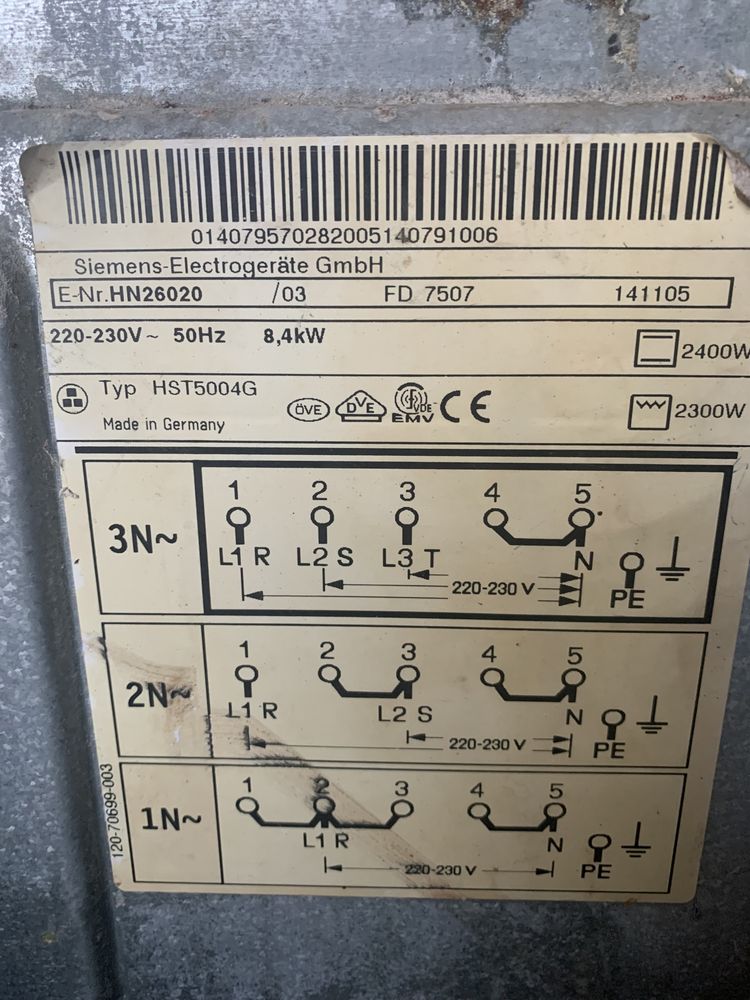 014079570282005140791006
Siemens-Electrogeräte GmbH
E-Nr.HN26020 /03 FD 7507 141105
220-230V~ 50Hz 8,4kW
2400W
Typ HST5004G
ÖVE DVE VDE EMV CE
Made in Germany
2300W
3N~
1 2 3 4 5
L1 R L2 S L3 T N
220-230 V
PE
2N~
1 2 3 4 5
L1 R L2 S N
220-230 V
PE
1N~
1 2 3 4 5
L1 R N
220-230 V
PE
120-70699-003